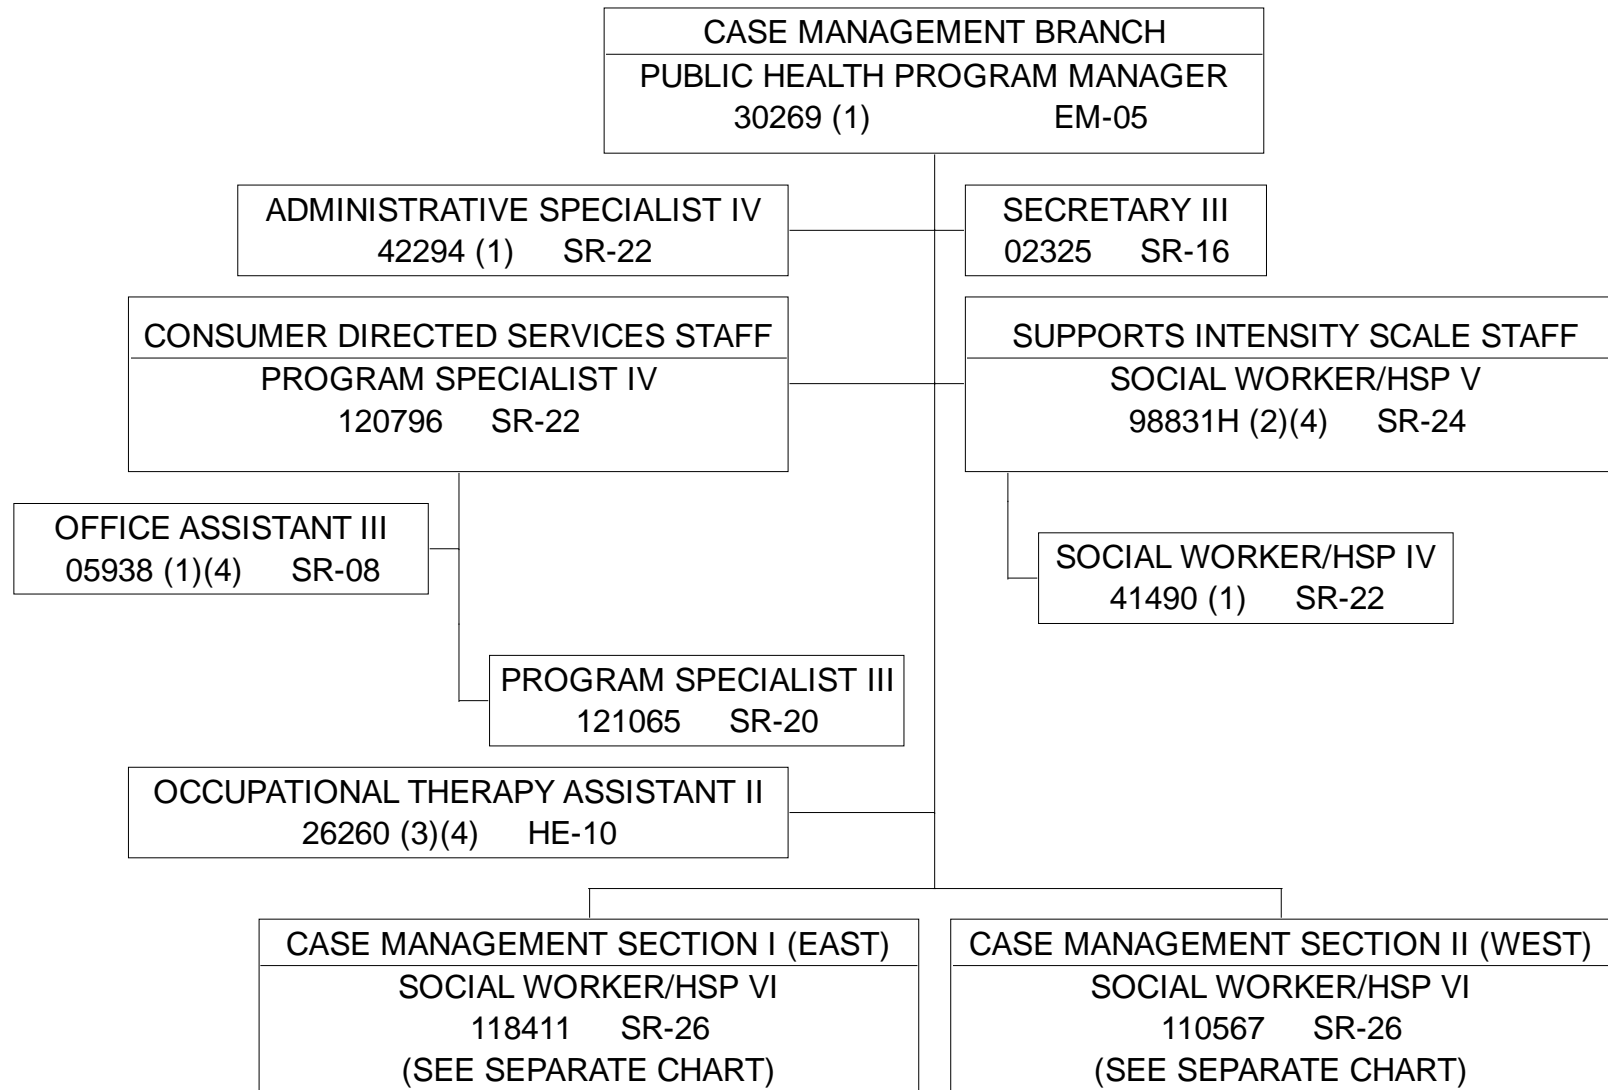 CASE MANAGEMENT BRANCH
PUBLIC HEALTH PROGRAM MANAGER
30269 (1) EM-05
ADMINISTRATIVE SPECIALIST IV
42294 (1) SR-22
SECRETARY III
02325 SR-16
CONSUMER DIRECTED SERVICES STAFF
PROGRAM SPECIALIST IV
120796 SR-22
SUPPORTS INTENSITY SCALE STAFF
SOCIAL WORKER/HSP V
98831H (2)(4) SR-24
OFFICE ASSISTANT III
05938 (1)(4) SR-08
SOCIAL WORKER/HSP IV
41490 (1) SR-22
PROGRAM SPECIALIST III
121065 SR-20
OCCUPATIONAL THERAPY ASSISTANT II
26260 (3)(4) HE-10
CASE MANAGEMENT SECTION I (EAST)
SOCIAL WORKER/HSP VI
118411 SR-26
(SEE SEPARATE CHART)
CASE MANAGEMENT SECTION II (WEST)
SOCIAL WORKER/HSP VI
110567 SR-26
(SEE SEPARATE CHART)